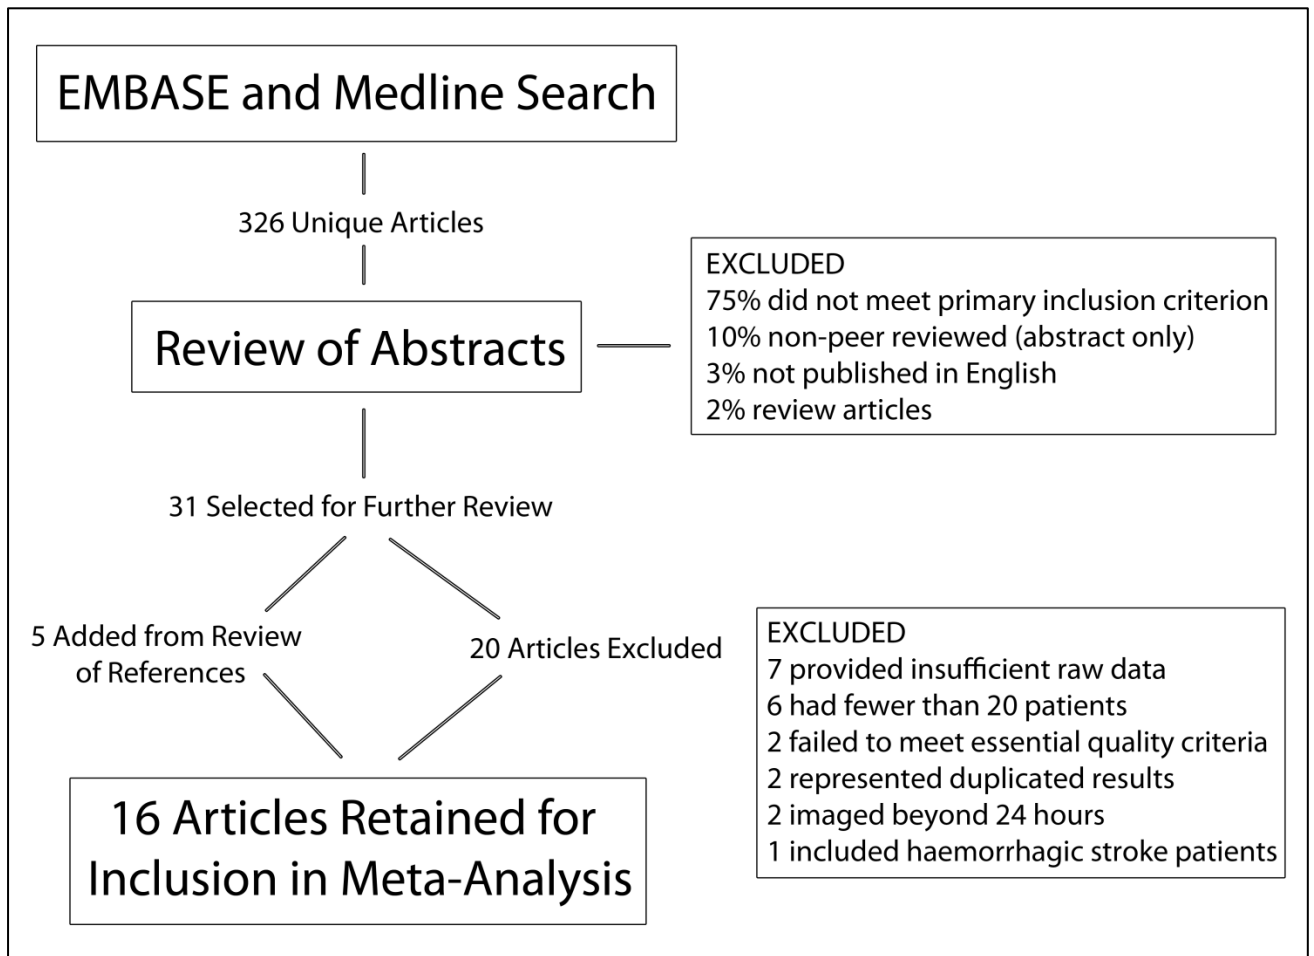 EMBASE and Medline Search
326 Unique Articles
Review of Abstracts
EXCLUDED
75% did not meet primary inclusion criterion
10% non-peer reviewed (abstract only)
3% not published in English
2% review articles
31 Selected for Further Review
5 Added from Review
of References
20 Articles Excluded
EXCLUDED
7 provided insufficient raw data
6 had fewer than 20 patients
2 failed to meet essential quality criteria
2 represented duplicated results
2 imaged beyond 24 hours
1 included haemorrhagic stroke patients
16 Articles Retained for
Inclusion in Meta-Analysis